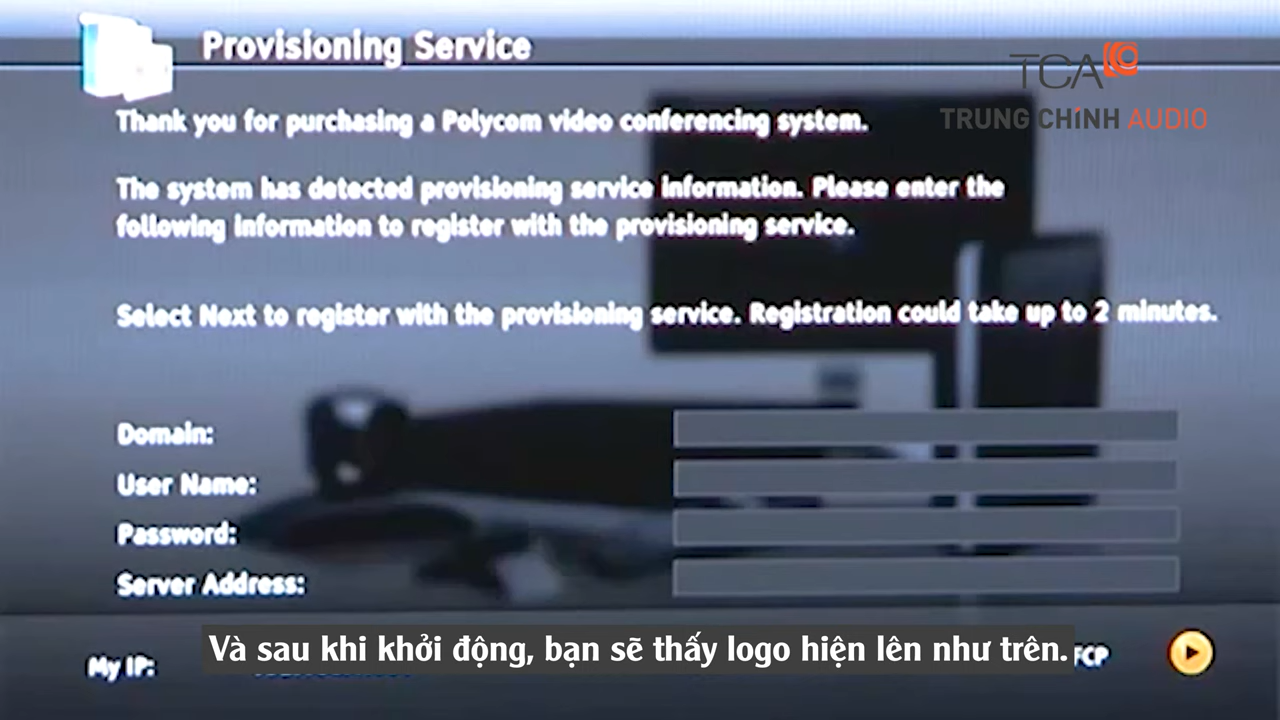 Provisioning Service
TCA
TRUNG CHÍNH AUDIO
Thank you for purchasing a Polycom video conferencing system.
The system has detected provisioning service information. Please enter the
following information to register with the provisioning service.
Select Next to register with the provisioning service. Registration could take up to 2 minutes.
Domain:
User Name:
Password:
Server Address:
My IP:
Và sau khi khởi động, bạn sẽ thấy logo hiện lên như trên.